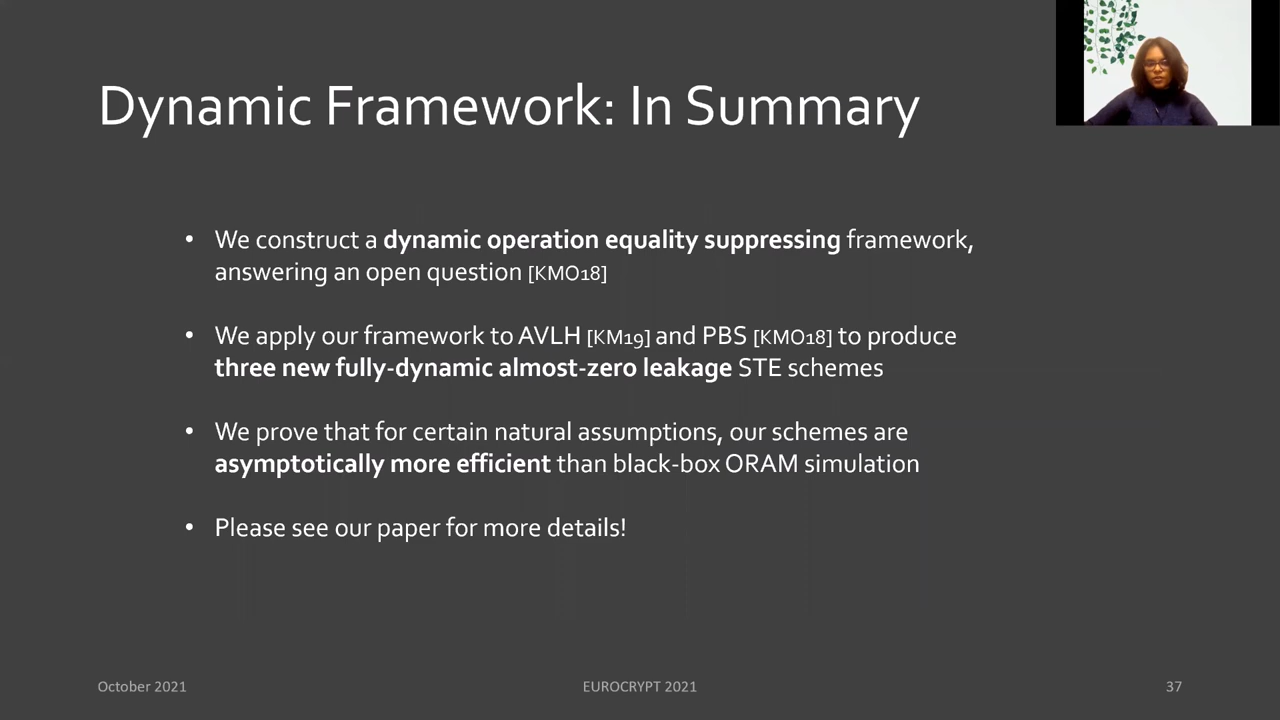 Dynamic Framework: In Summary
• We construct a dynamic operation equality suppressing framework,
answering an open question [KMO18]
• We apply our framework to AVLH [KM19] and PBS [KMO18] to produce
three new fully-dynamic almost-zero leakage STE schemes
• We prove that for certain natural assumptions, our schemes are
asymptotically more efficient than black-box ORAM simulation
• Please see our paper for more details!
October 2021
EUROCRYPT 2021
37